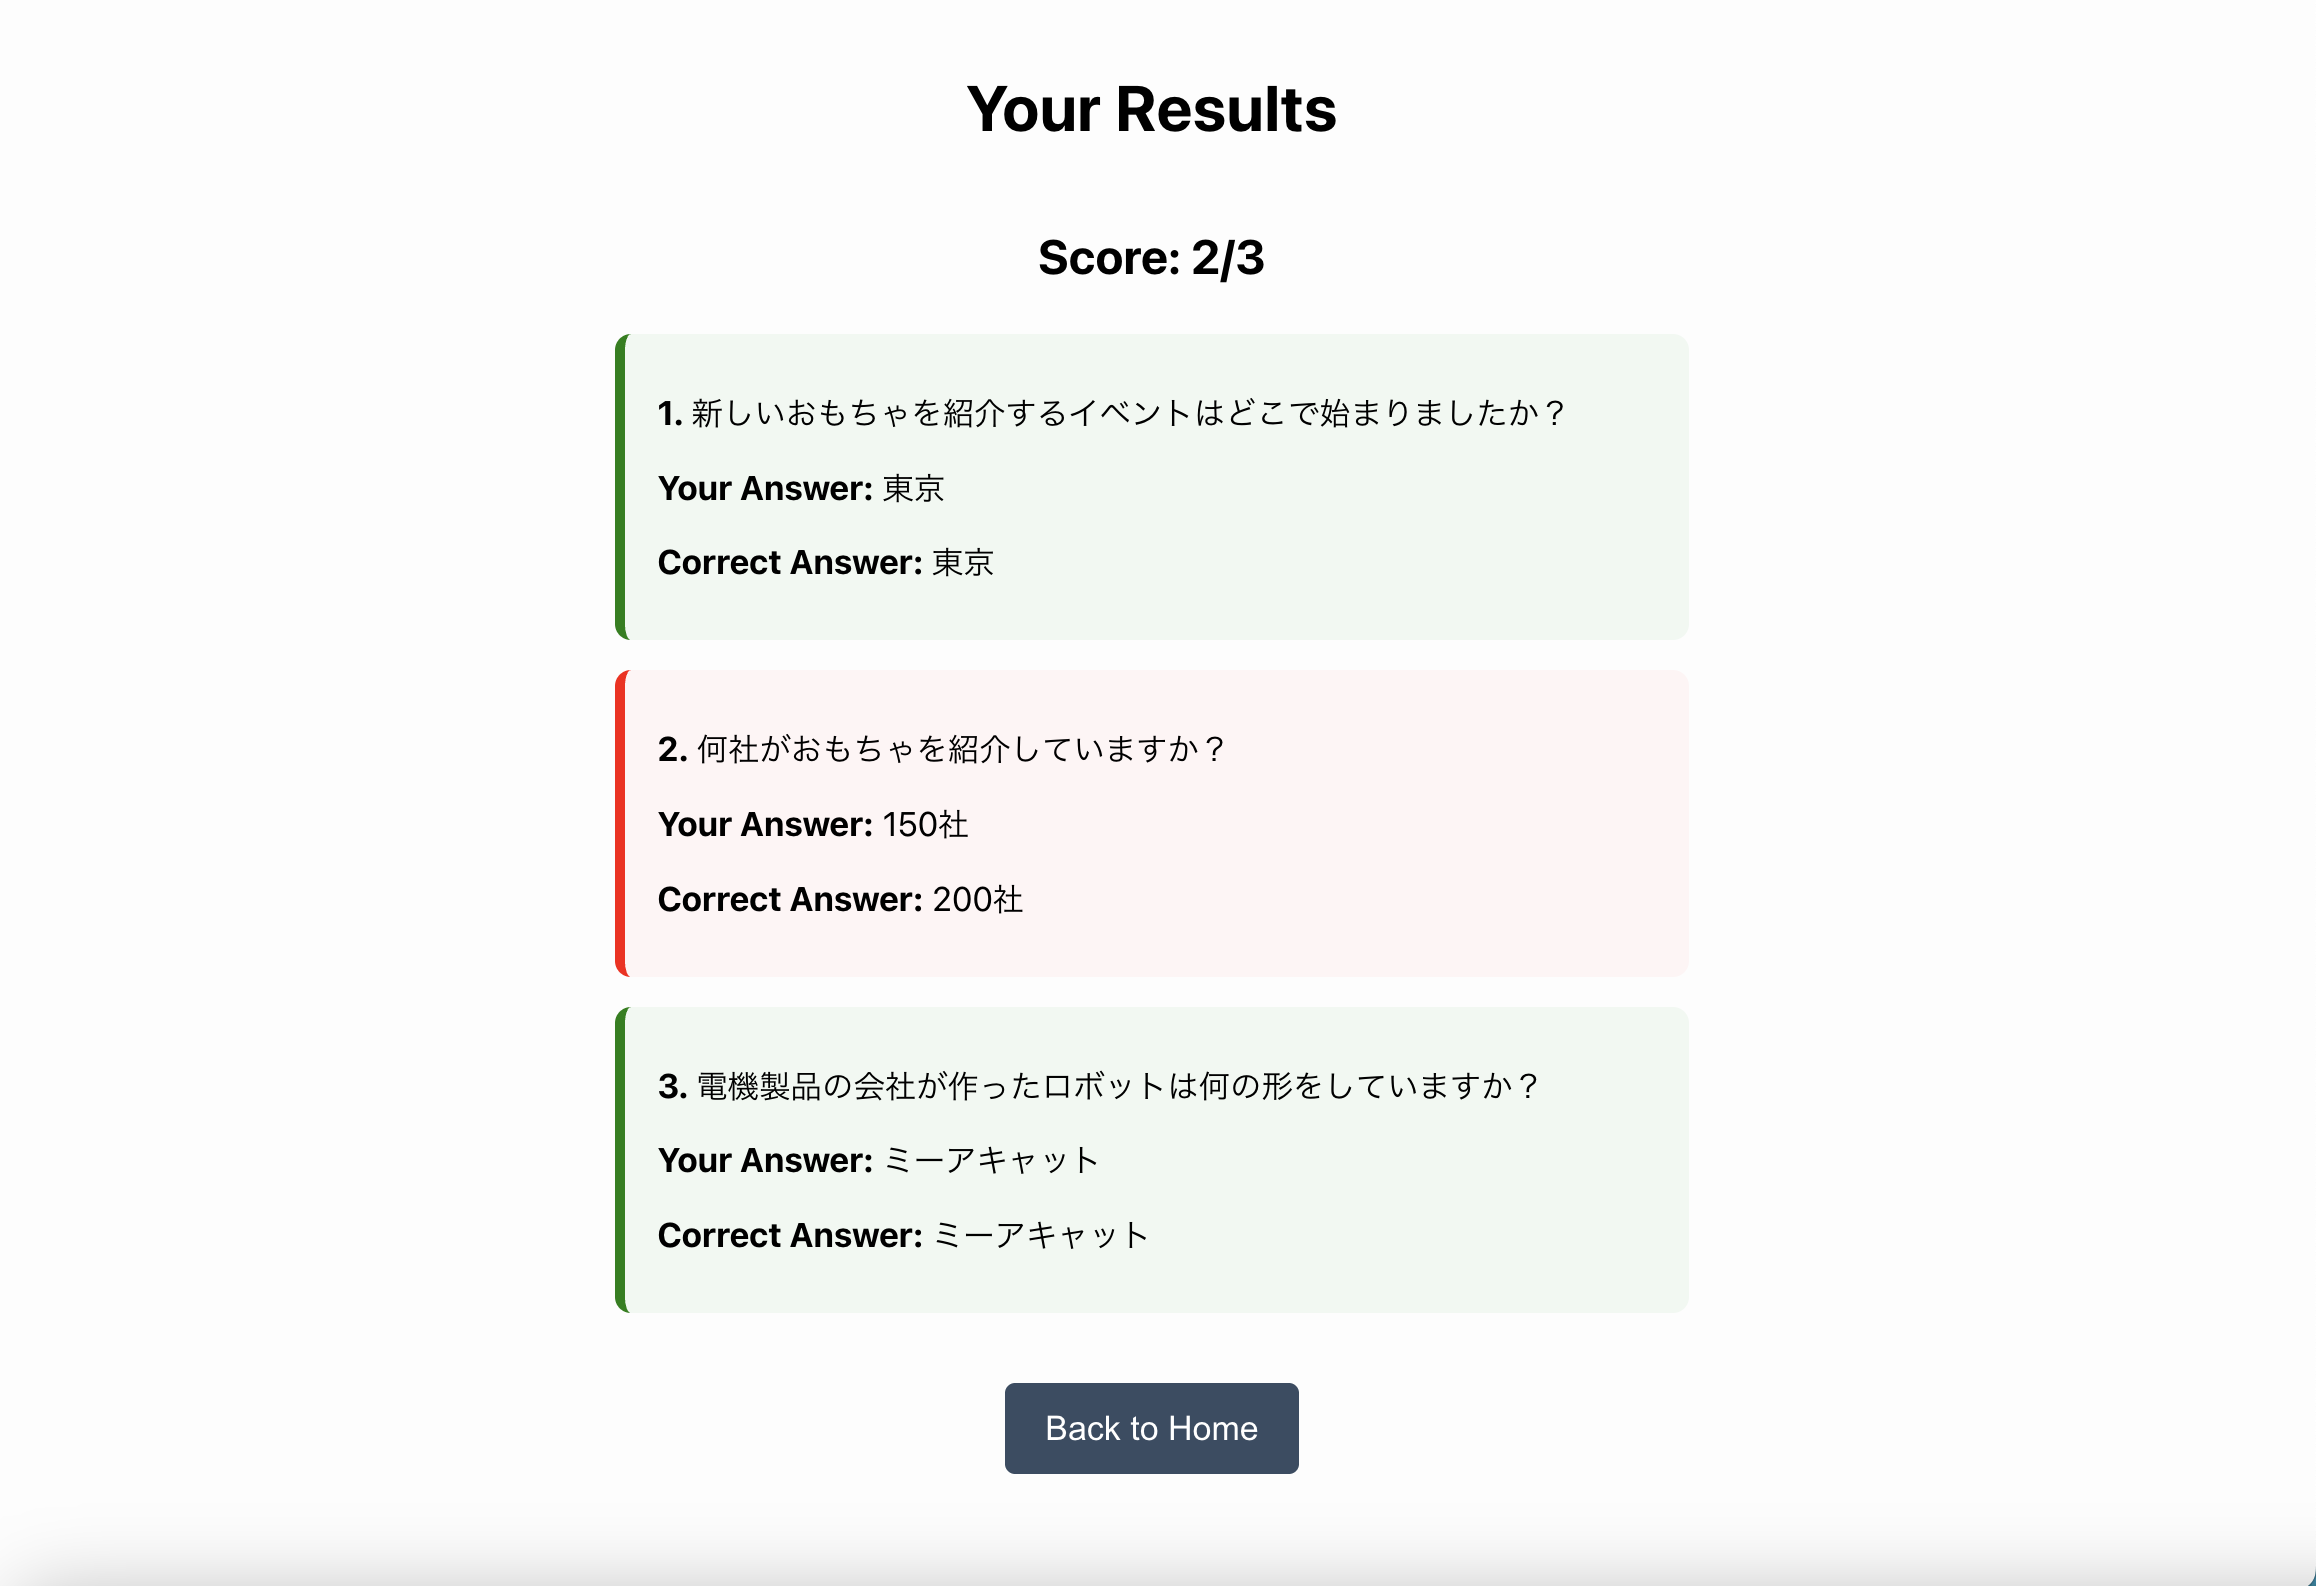 Your Results
Score: 2/3
1. 新しいおもちゃを紹介するイベントはどこで始まりましたか？
Your Answer: 東京
Correct Answer: 東京
2. 何社がおもちゃを紹介していますか？
Your Answer: 150社
Correct Answer: 200社
3. 電機製品の会社が作ったロボットは何の形をしていますか？
Your Answer: ミーアキャット
Correct Answer: ミーアキャット
Back to Home